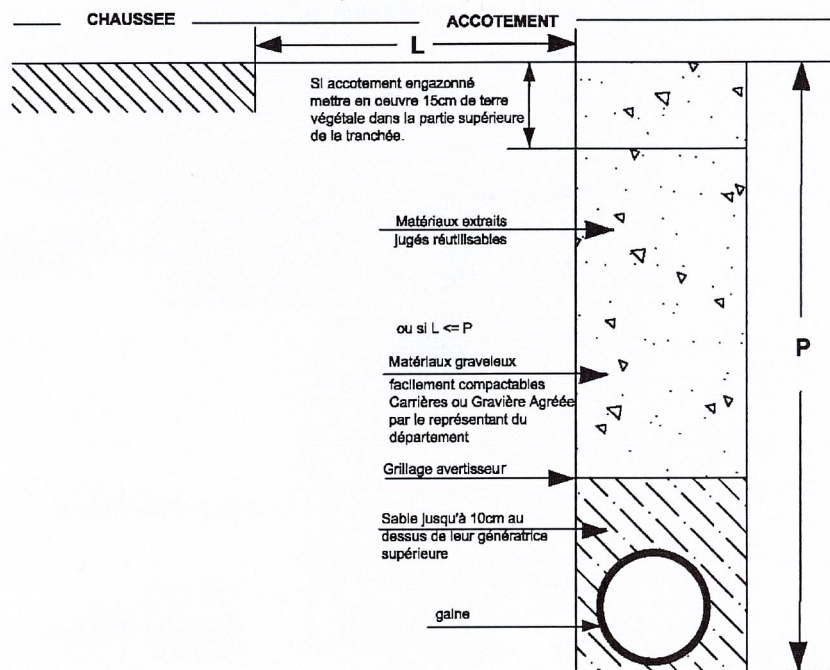 CHAUSSEE
ACCOTEMENT
L
Si accotement engazonné
mettre en oeuvre 15cm de terre
végétale dans la partie supérieure
de la tranchée.
Matériaux extraits
jugés réutilisables
ou si L <= P
P
Matériaux graveleux
facilement compactables
Carrières ou Gravière Agréée
par le représentant du
département
Grillage avertisseur
Sable jusqu'à 10cm au
dessus de leur génératrice
supérieure
gaine